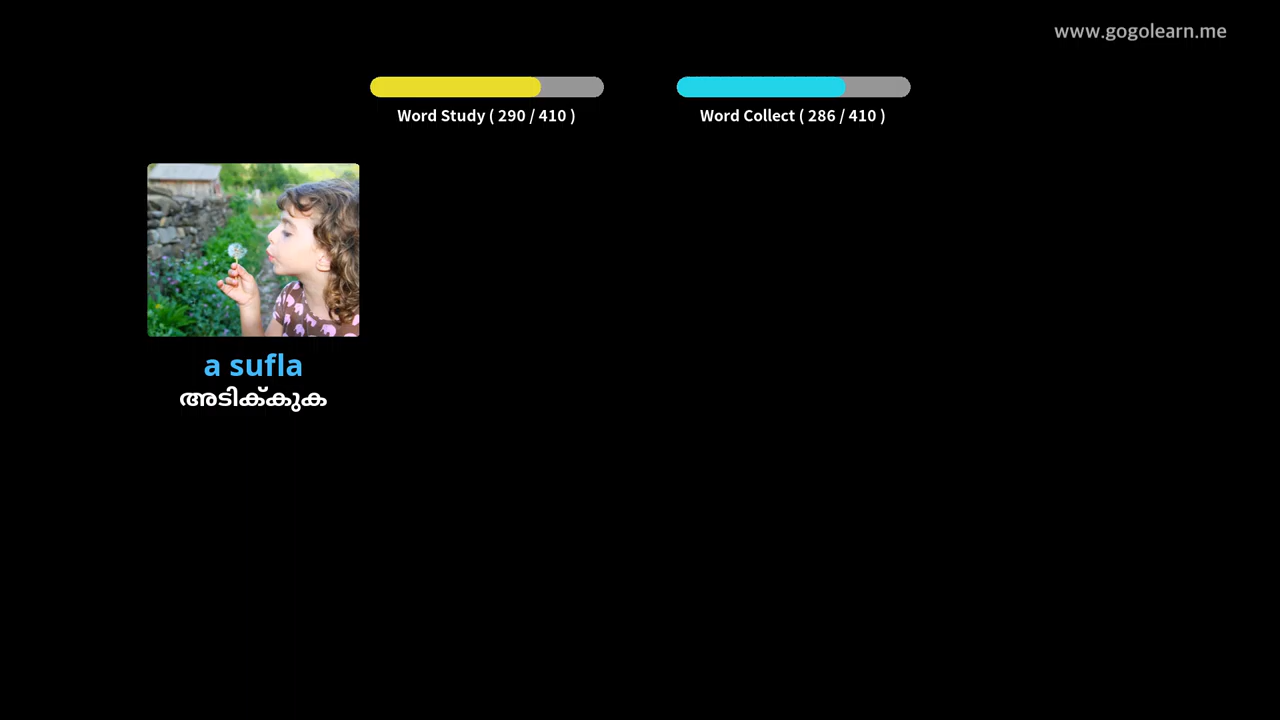 www.gogolearn.me
Word Study ( 290 / 410 )
Word Collect ( 286 / 410 )
a sufla
അടിക്കുക